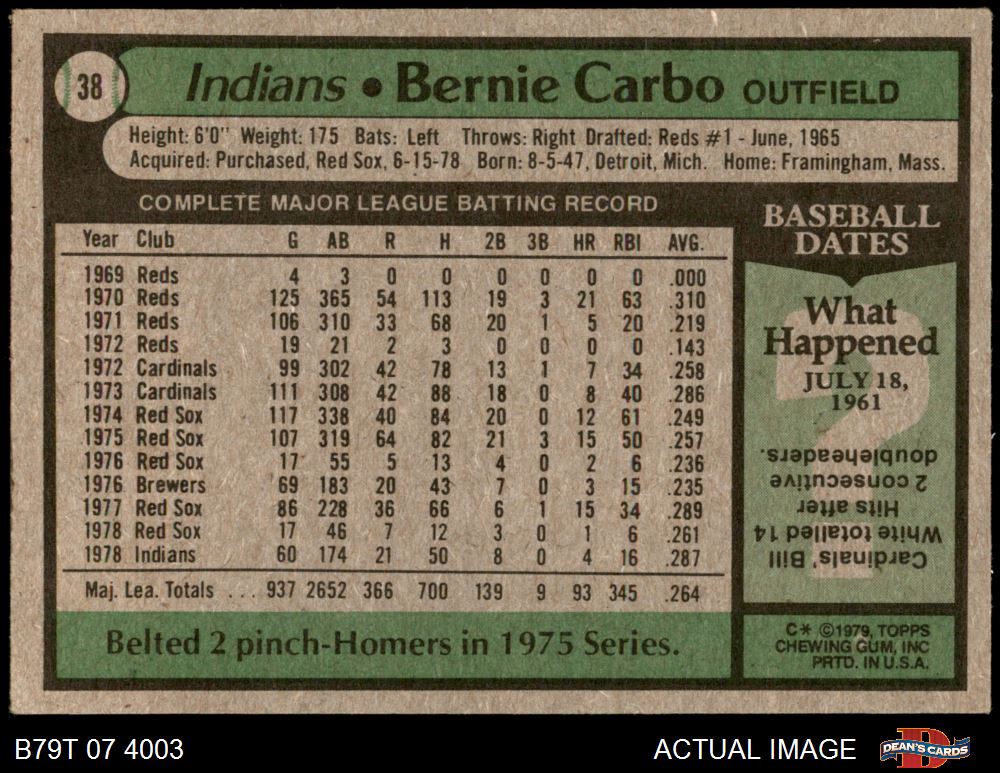 38
Indians • Bernie Carbo OUTFIELD
Height: 6'0" Weight: 175 Bats: Left Throws: Right Drafted: Reds #1 - June, 1965
Acquired: Purchased, Red Sox, 6-15-78 Born: 8-5-47, Detroit, Mich. Home: Framingham, Mass.
COMPLETE MAJOR LEAGUE BATTING RECORD
Year Club G AB R H 2B 3B HR RBI AVG.
1969 Reds 4 3 0 0 0 0 0 0 .000
1970 Reds 125 365 54 113 19 3 21 63 .310
1971 Reds 106 310 33 68 20 1 5 20 .219
1972 Reds 19 21 2 3 0 0 0 0 .143
1972 Cardinals 99 302 42 78 13 1 7 34 .258
1973 Cardinals 111 308 42 88 18 0 8 40 .286
1974 Red Sox 117 338 40 84 20 0 12 61 .249
1975 Red Sox 107 319 64 82 21 3 15 50 .257
1976 Red Sox 17 55 5 13 4 0 2 6 .236
1976 Brewers 69 183 20 43 7 0 3 15 .235
1977 Red Sox 86 228 36 66 6 1 15 34 .289
1978 Red Sox 17 46 7 12 3 0 1 6 .261
1978 Indians 60 174 21 50 8 0 4 16 .287
Maj. Lea. Totals . . . 937 2652 366 700 139 9 93 345 .264
Belted 2 pinch-Homers in 1975 Series.
BASEBALL
DATES
What
Happened
JULY 18,
1961
?
Cardinals' Bill
White totalled 14
Hits after
2 consecutive
doubleheaders.
C* ©1979, TOPPS
CHEWING GUM, INC
PRTD. IN U.S.A.
B79T 07 4003
ACTUAL IMAGE
DEAN'S CARDS